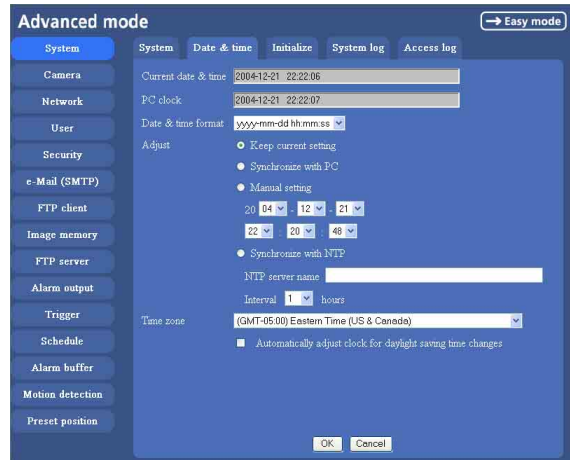 Advanced mode
→ Easy mode
System
Camera
Network
User
Security
e-Mail (SMTP)
FTP client
Image memory
FTP server
Alarm output
Trigger
Schedule
Alarm buffer
Motion detection
Preset position
System Date & time Initialize System log Access log
Current date & time 2004-12-21 22:22:06
PC clock 2004-12-21 22:22:07
Date & time format yyyy-mm-dd hh:mm:ss
Adjust Keep current setting
Synchronize with PC
Manual setting
20 04 - 12 - 21
22 : 20 : 48
Synchronize with NTP
NTP server name
Interval 1 hours
Time zone (GMT-05:00) Eastern Time (US & Canada)
Automatically adjust clock for daylight saving time changes
OK Cancel